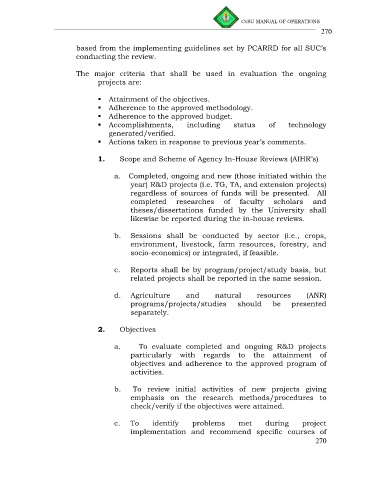 CvSU MANUAL OF OPERATIONS
270
based from the implementing guidelines set by PCARRD for all SUC's
conducting the review.
The major criteria that shall be used in evaluation the ongoing
projects are:
▪ Attainment of the objectives.
▪ Adherence to the approved methodology.
▪ Adherence to the approved budget.
▪ Accomplishments, including status of technology
generated/verified.
▪ Actions taken in response to previous year's comments.
1. Scope and Scheme of Agency In-House Reviews (AIHR's)
a. Completed, ongoing and new (those initiated within the
year) R&D projects (i.e. TG, TA, and extension projects)
regardless of sources of funds will be presented. All
completed researches of faculty scholars and
theses/dissertations funded by the University shall
likewise be reported during the in-house reviews.
b. Sessions shall be conducted by sector (i.e., crops,
environment, livestock, farm resources, forestry, and
socio-economics) or integrated, if feasible.
c. Reports shall be by program/project/study basis, but
related projects shall be reported in the same session.
d. Agriculture and natural resources (ANR)
programs/projects/studies should be presented
separately.
2. Objectives
a. To evaluate completed and ongoing R&D projects
particularly with regards to the attainment of
objectives and adherence to the approved program of
activities.
b. To review initial activities of new projects giving
emphasis on the research methods/procedures to
check/verify if the objectives were attained.
c. To identify problems met during project
implementation and recommend specific courses of
270